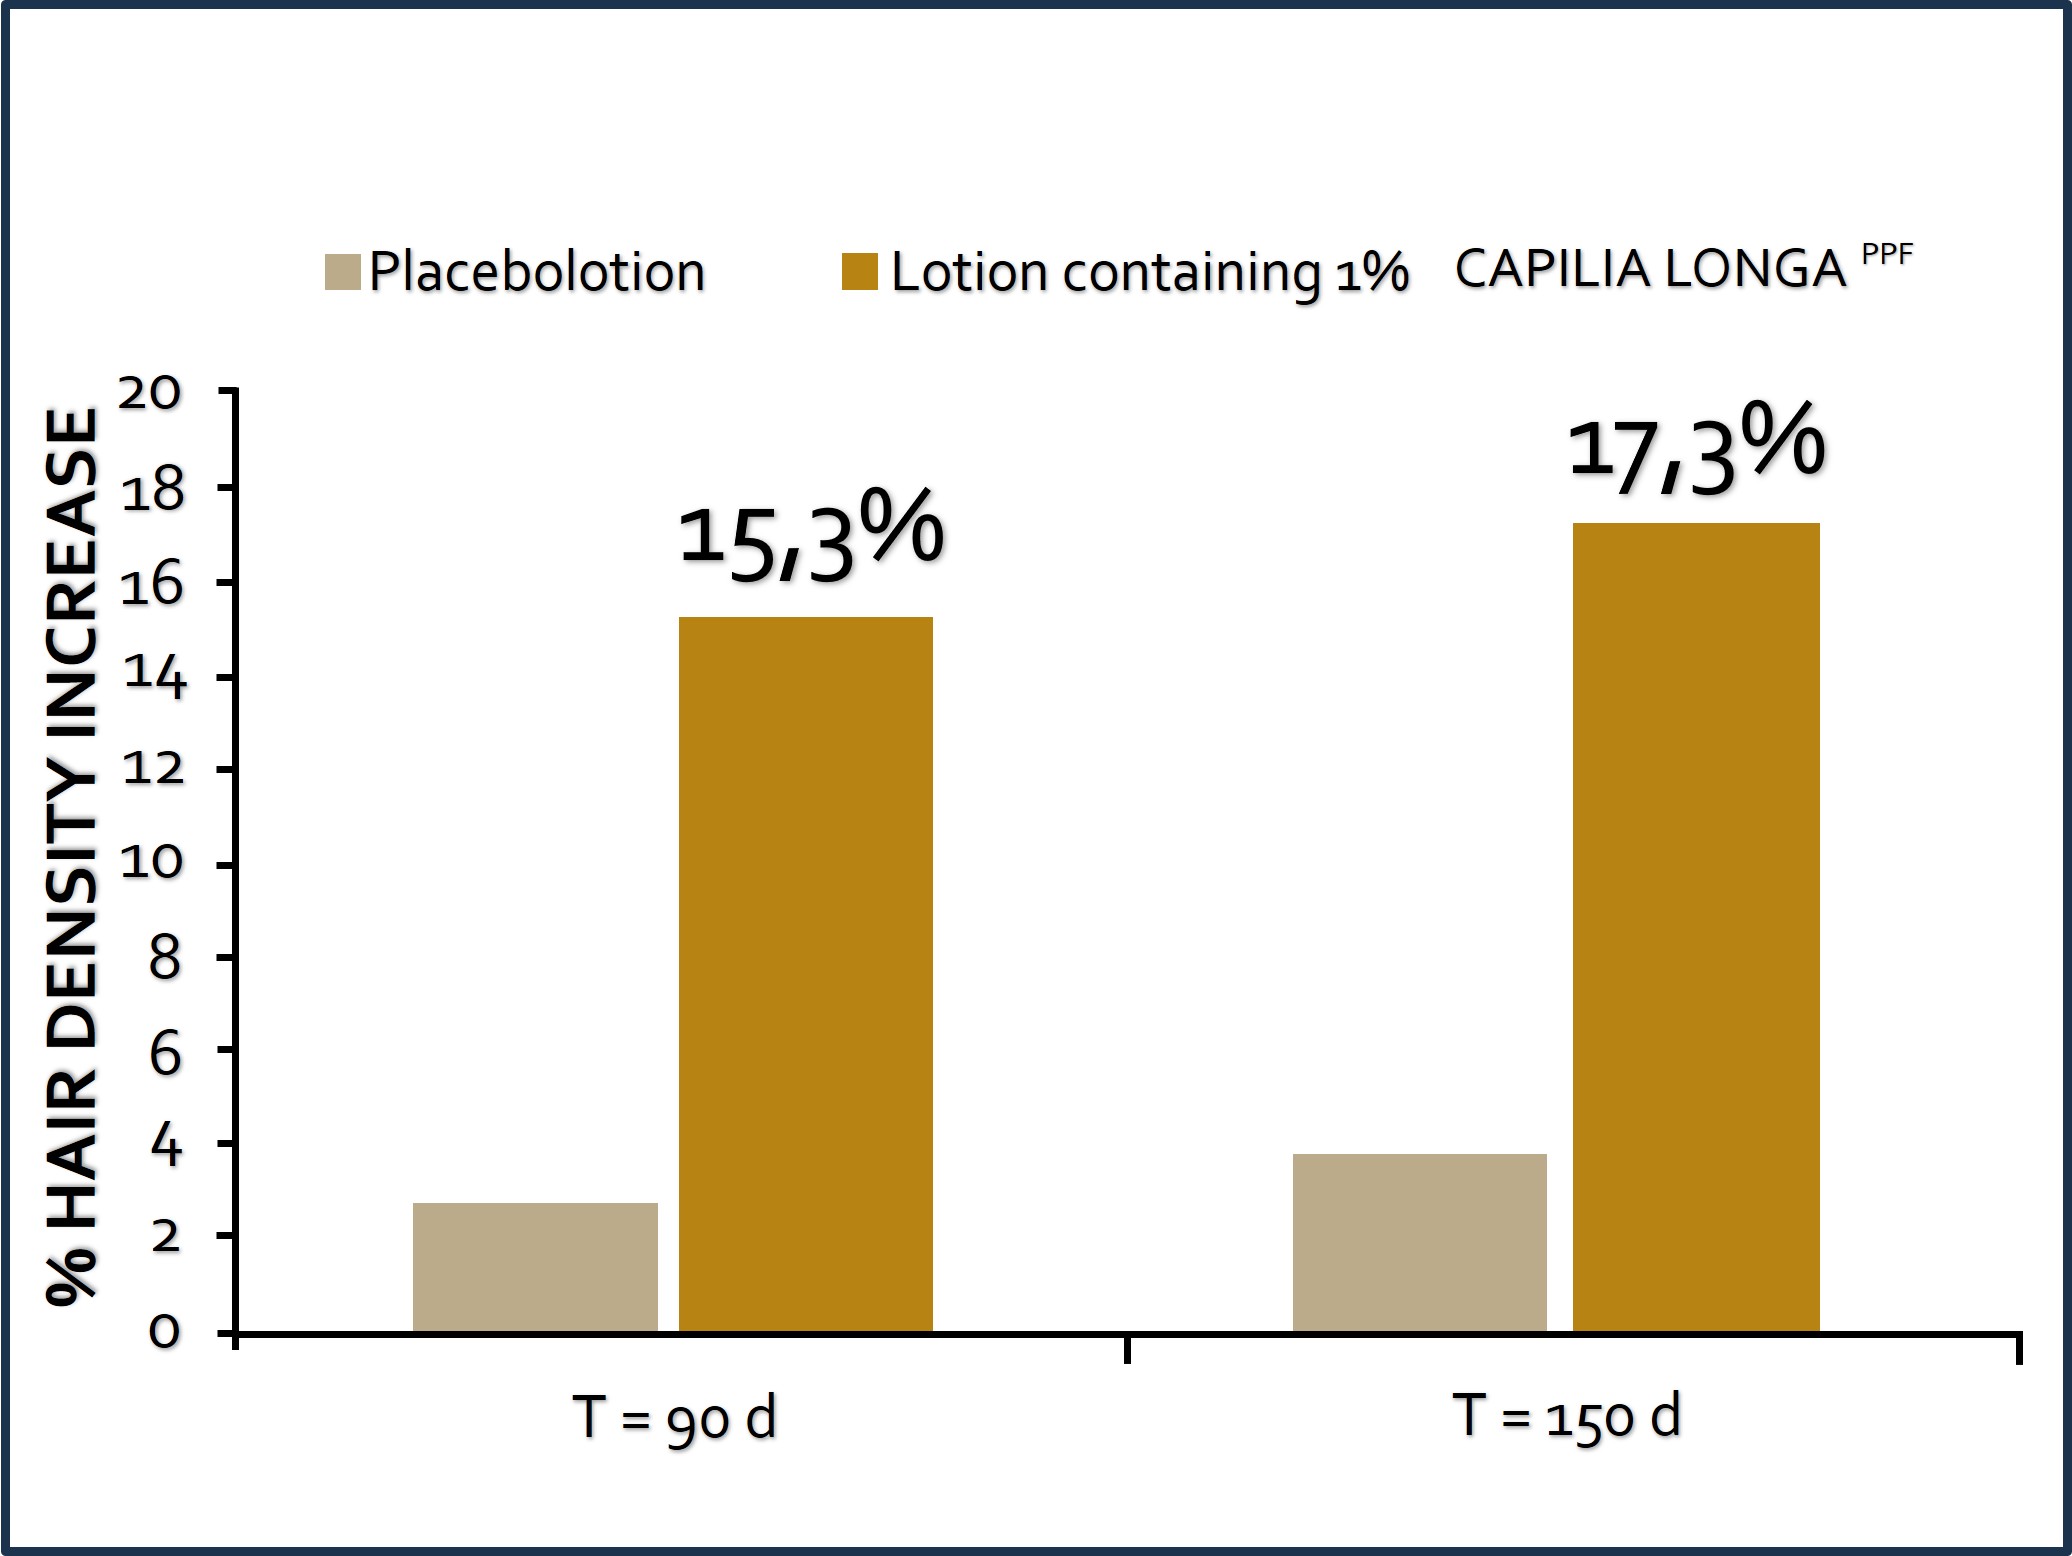 Placebolotion
Lotion containing 1% CAPILIA LONGA PPF
% HAIR DENSITY INCREASE
20
18
16
14
12
10
8
6
4
2
0
15,3%
17,3%
T = 90 d
T = 150 d